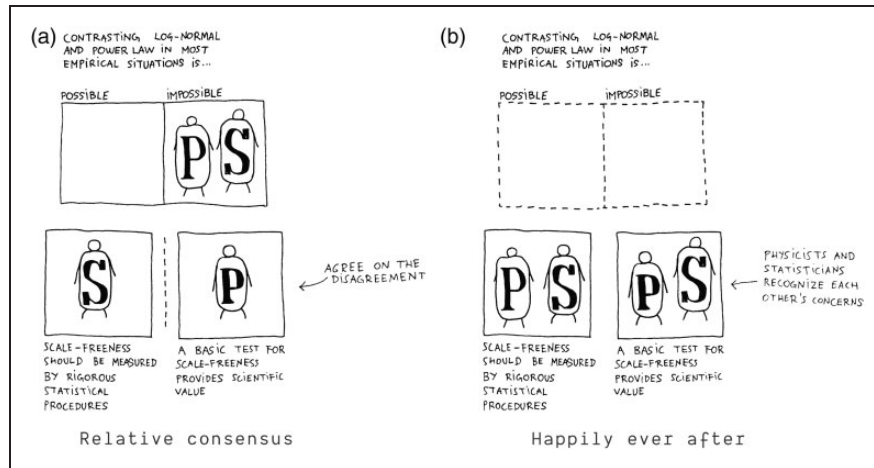 (a)
CONTRASTING LOG-NORMAL
AND POWER LAW IN MOST
EMPIRICAL SITUATIONS IS...
POSSIBLE
IMPOSSIBLE
P S
S
P
AGREE ON THE
DISAGREEMENT
SCALE-FREENESS
SHOULD BE MEASURED
BY RIGOROUS
STATISTICAL
PROCEDURES
A BASIC TEST FOR
SCALE-FREENESS
PROVIDES SCIENTIFIC
VALUE
Relative consensus
(b)
CONTRASTING LOG-NORMAL
AND POWER LAW IN MOST
EMPIRICAL SITUATIONS IS...
POSSIBLE
IMPOSSIBLE
P S
P S
PHYSICISTS AND
STATISTICIANS
RECOGNIZE EACH
OTHER'S CONCERNS
SCALE-FREENESS
SHOULD BE MEASURED
BY RIGOROUS
STATISTICAL
PROCEDURES
A BASIC TEST FOR
SCALE-FREENESS
PROVIDES SCIENTIFIC
VALUE
Happily ever after